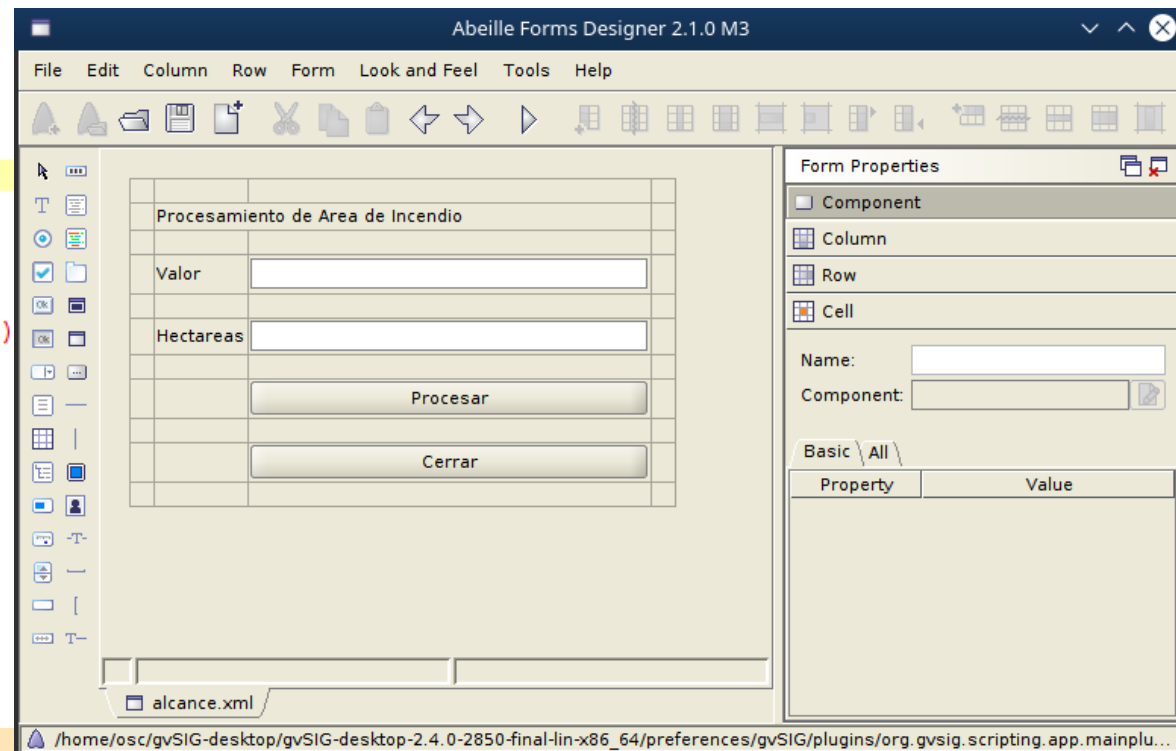 Abeille Forms Designer 2.1.0 M3
File Edit Column Row Form Look and Feel Tools Help
Form Properties
Component
Column
Row
Cell
Name:
Component:
Basic All
Property Value
Procesamiento de Area de Incendio
Valor
Hectareas
Procesar
Cerrar
)
alcance.xml
/home/osc/gvSIG-desktop/gvSIG-desktop-2.4.0-2850-final-lin-x86_64/preferences/gvSIG/plugins/org.gvsig.scripting.app.mainplu...